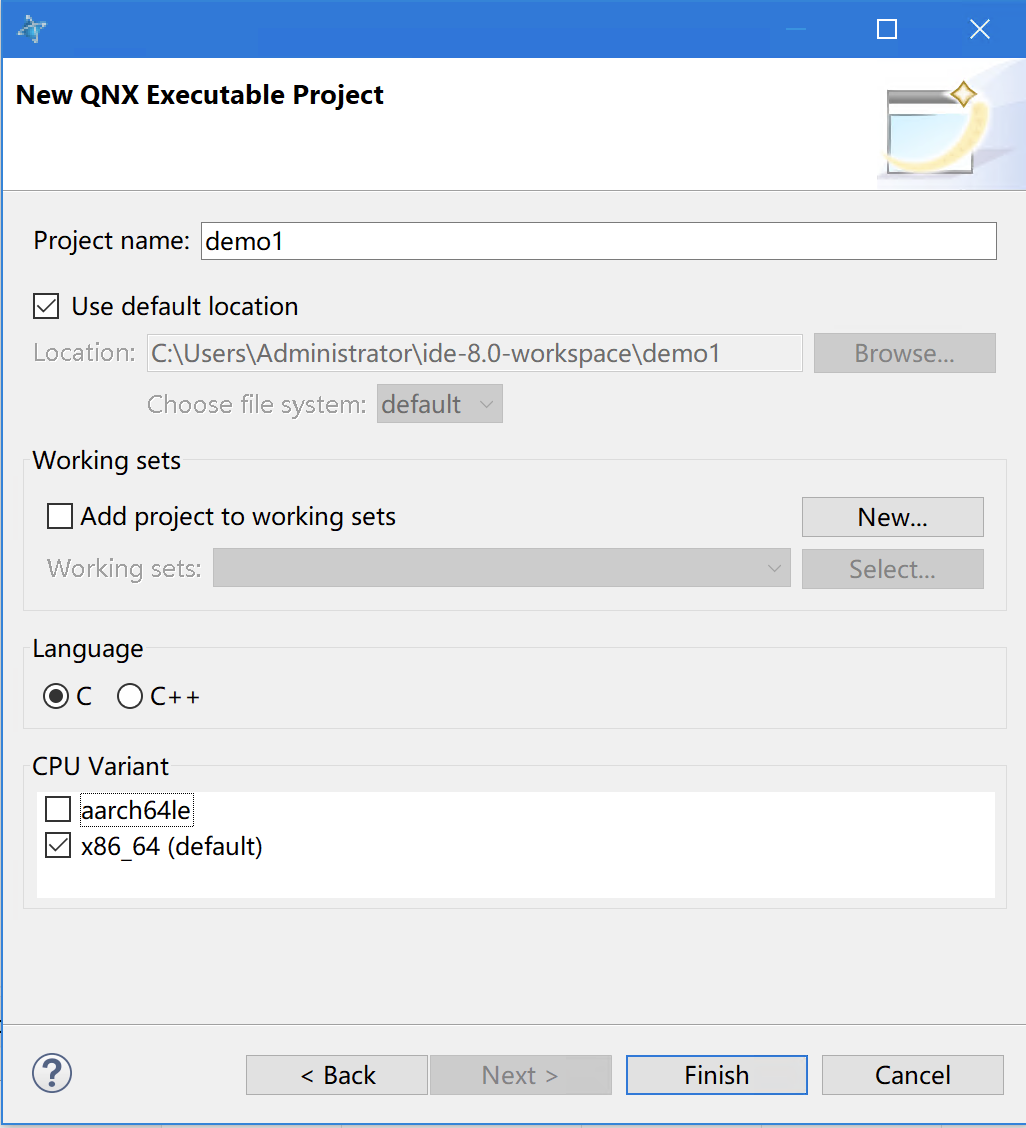 New QNX Executable Project
Project name: demo1
Use default location
Location: C:\Users\Administrator\ide-8.0-workspace\demo1 Browse...
Choose file system: default
Working sets
Add project to working sets New...
Working sets: Select...
Language
C C++
CPU Variant
aarch64le
x86_64 (default)
? < Back Next > Finish Cancel